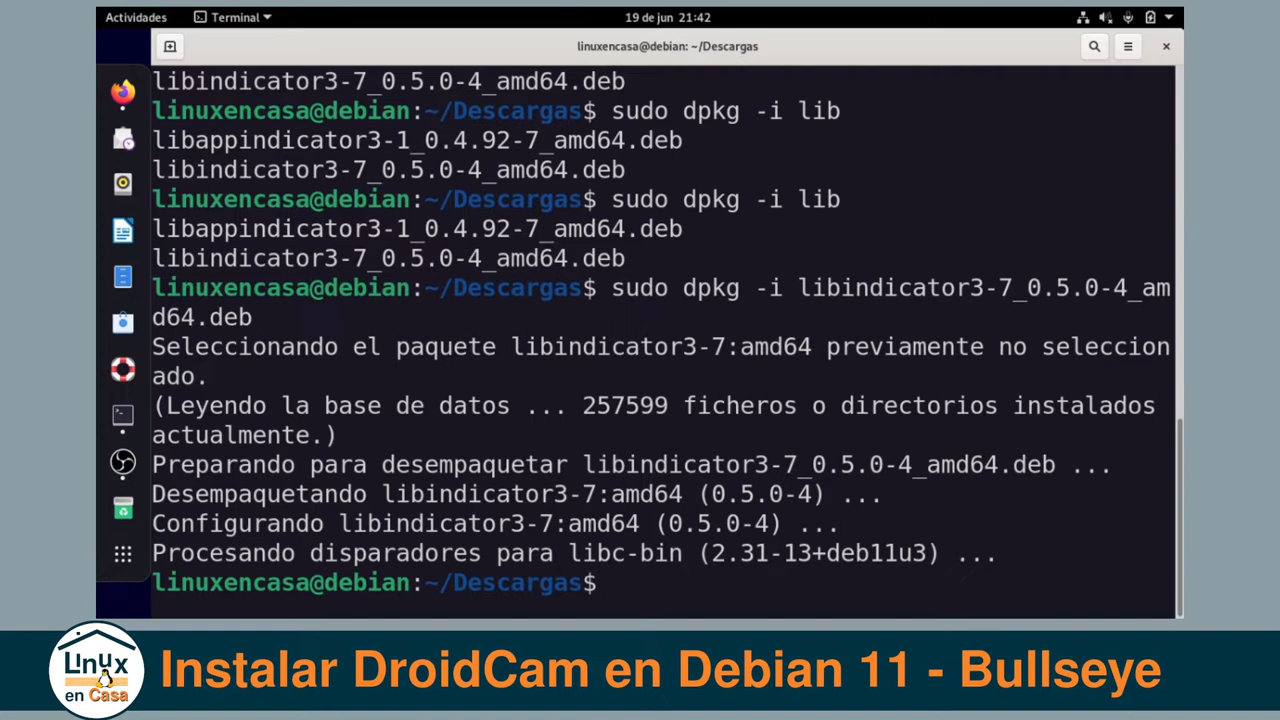 Actividades Terminal 19 de jun 21:42
linuxencasa@debian: ~/Descargas
libindicator3-7_0.5.0-4_amd64.deb
linuxencasa@debian:~/Descargas$ sudo dpkg -i lib
libappindicator3-1_0.4.92-7_amd64.deb
libindicator3-7_0.5.0-4_amd64.deb
linuxencasa@debian:~/Descargas$ sudo dpkg -i lib
libappindicator3-1_0.4.92-7_amd64.deb
libindicator3-7_0.5.0-4_amd64.deb
linuxencasa@debian:~/Descargas$ sudo dpkg -i libindicator3-7_0.5.0-4_am
d64.deb
Seleccionando el paquete libindicator3-7:amd64 previamente no seleccion
ado.
(Leyendo la base de datos ... 257599 ficheros o directorios instalados
actualmente.)
Preparando para desempaquetar libindicator3-7_0.5.0-4_amd64.deb ...
Desempaquetando libindicator3-7:amd64 (0.5.0-4) ...
Configurando libindicator3-7:amd64 (0.5.0-4) ...
Procesando disparadores para libc-bin (2.31-13+deb11u3) ...
linuxencasa@debian:~/Descargas$
Linux
en Casa
Instalar DroidCam en Debian 11 - Bullseye